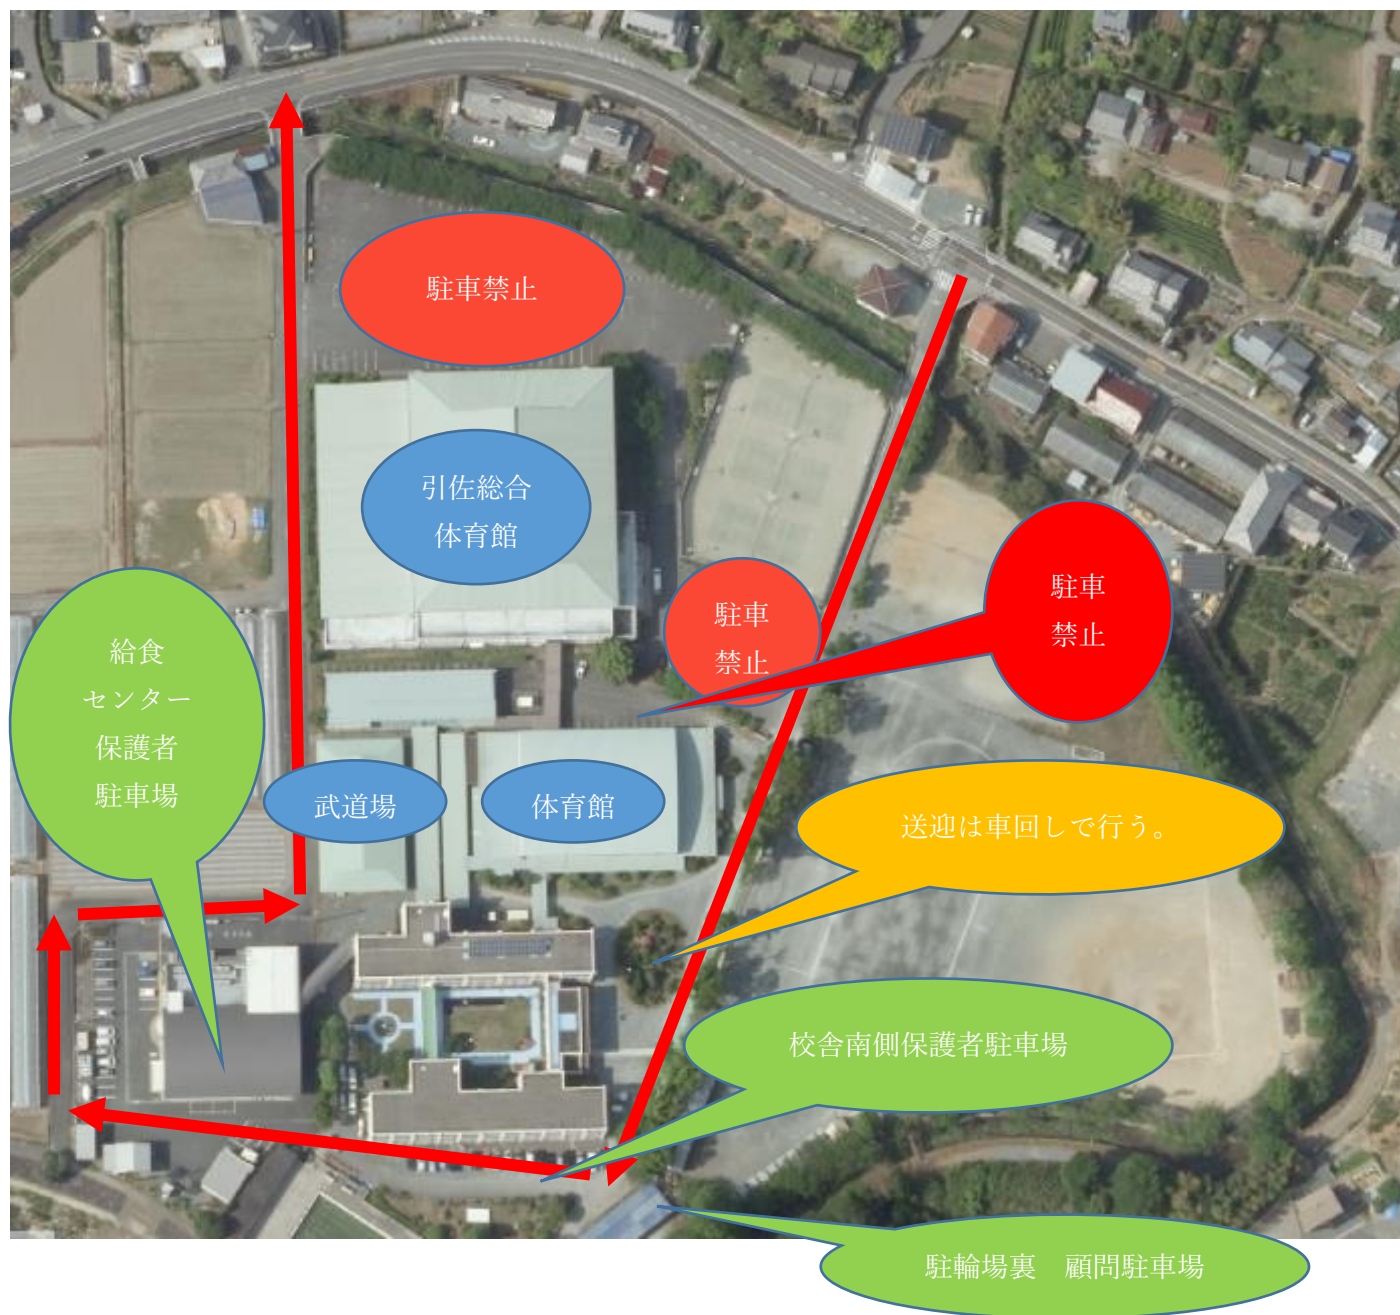 駐車禁止
引佐総合
体育館
駐車
禁止
駐車
禁止
給食
センター
保護者
駐車場
武道場
体育館
送迎は車回しで行う。
校舎南側保護者駐車場
駐輪場裏　顧問駐車場